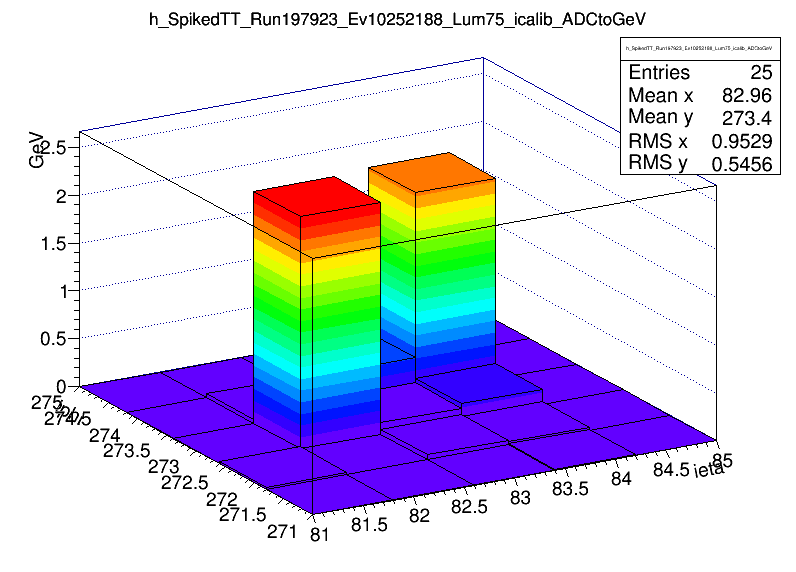 h_SpikedTT_Run197923_Ev10252188_Lum75_icalib_ADCtoGeV
h_SpikedTT_Run197923_Ev10252188_Lum75_icalib_ADCtoGeV
Entries 25
Mean x 82.96
Mean y 273.4
RMS x 0.9529
RMS y 0.5456
GeV
2.5
2
1.5
1
0.5
0
275
274.5
274
273.5
273
272.5
272
271.5
271
81
81.5
82
82.5
83
83.5
84
84.5
85
ieta